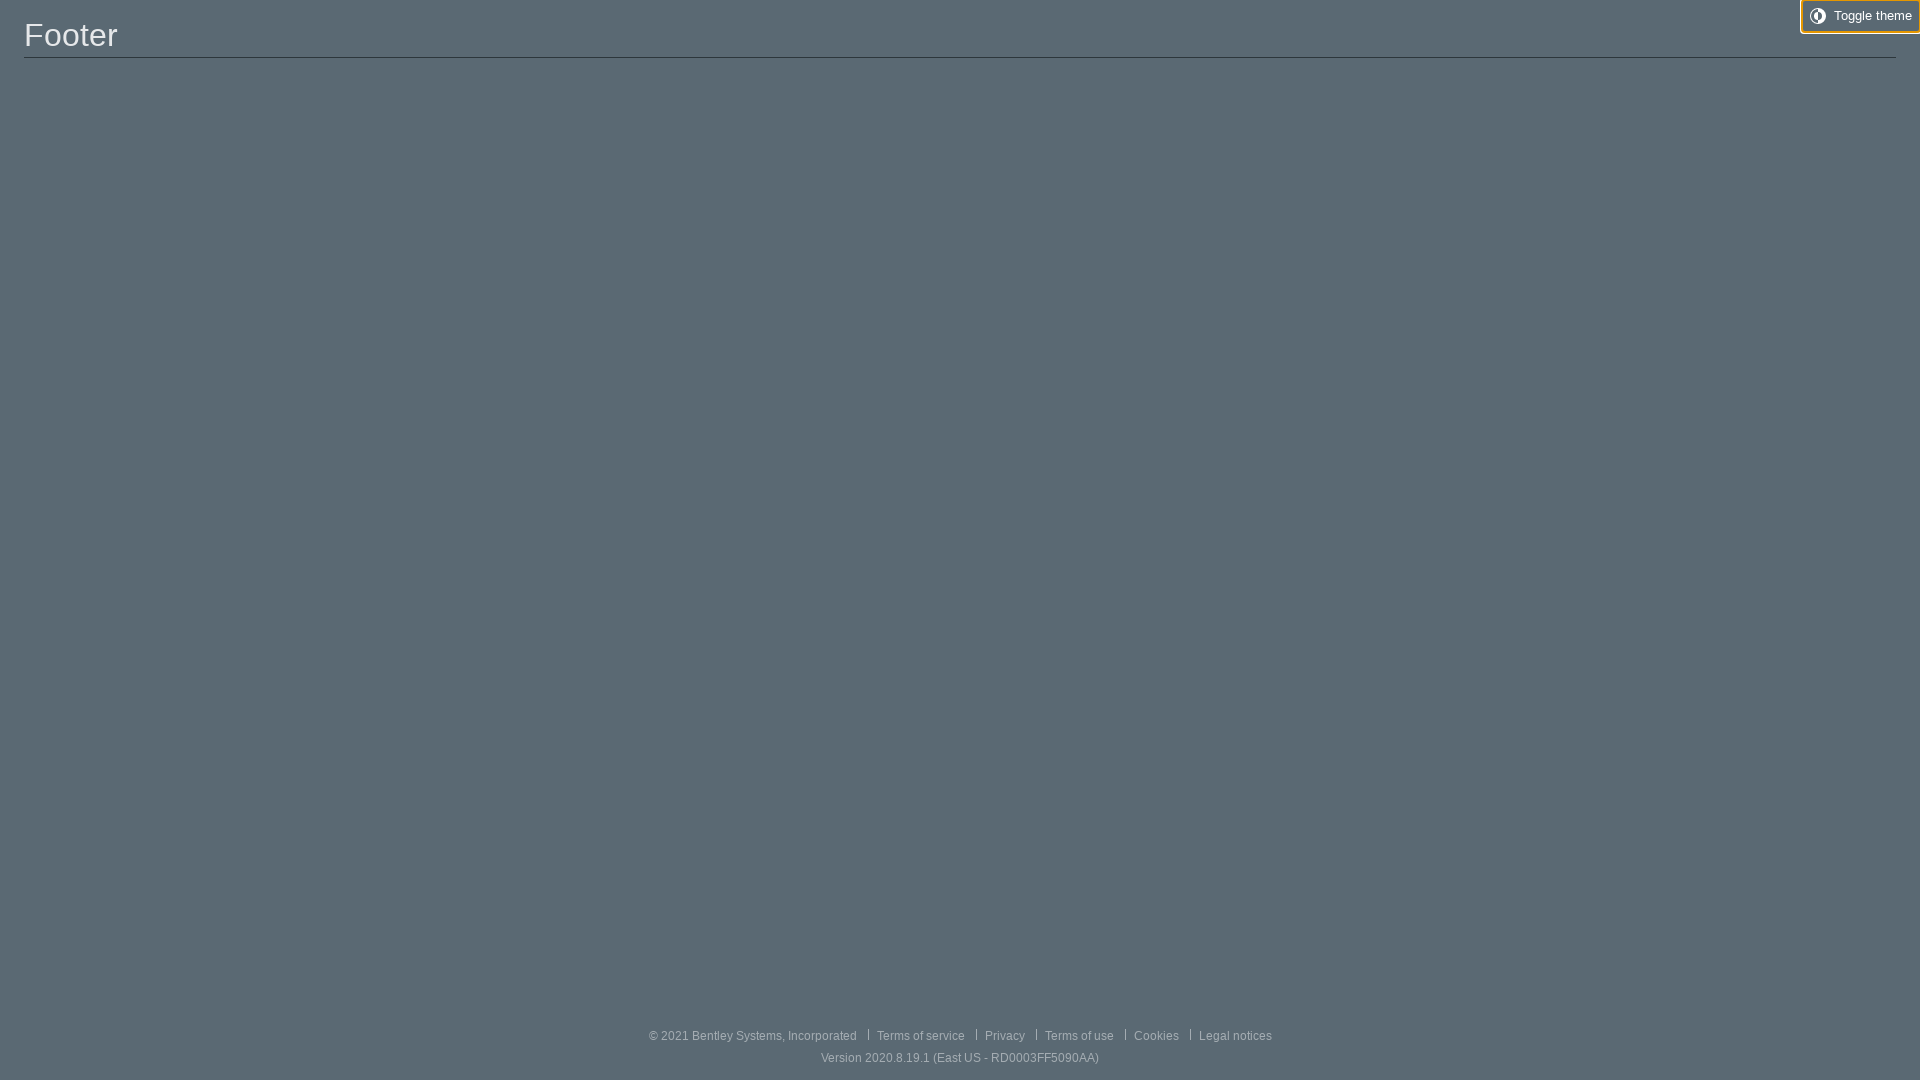 Footer
Toggle theme
© 2021 Bentley Systems, Incorporated | Terms of service | Privacy | Terms of use | Cookies | Legal notices
Version 2020.8.19.1 (East US - RD0003FF5090AA)